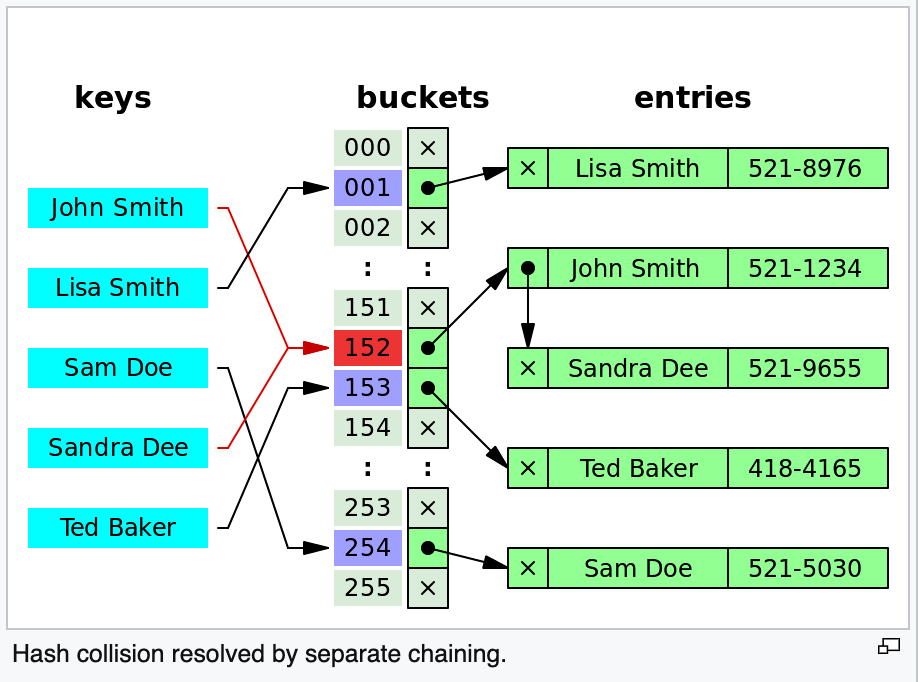 keys
buckets
entries
John Smith
Lisa Smith
Sam Doe
Sandra Dee
Ted Baker
000 ×
001
002 ×
: :
151 ×
152
153
154 ×
: :
253 ×
254
255 ×
× Lisa Smith 521-8976
John Smith 521-1234
× Sandra Dee 521-9655
× Ted Baker 418-4165
× Sam Doe 521-5030
Hash collision resolved by separate chaining.